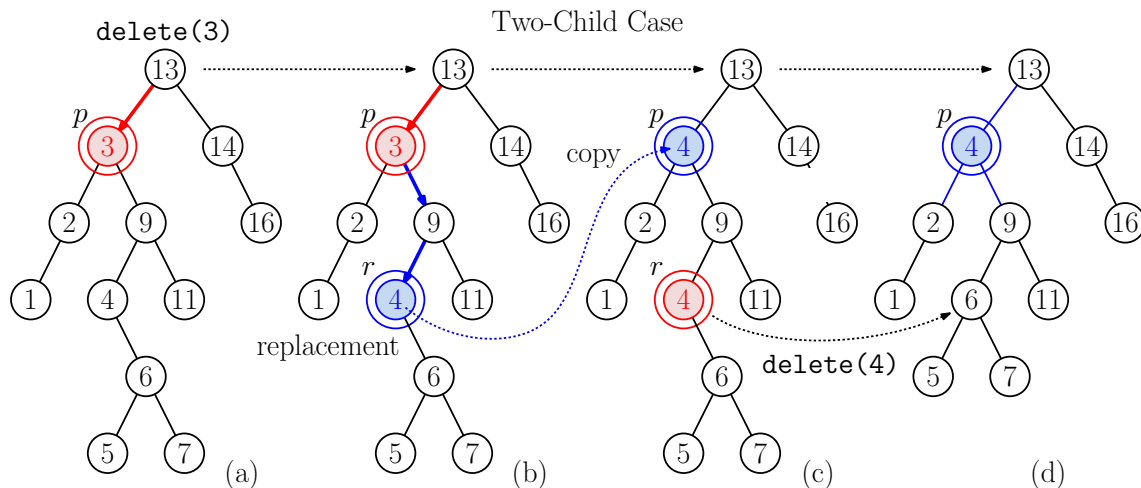 Two-Child Case
delete(3)
13 13 13 13
p p p p
3 14 3 14 4 14 4 14
copy
2 9 16 2 9 16 2 9 16 2 9 16
r r
1 4 11 1 4 11 1 4 11 1 6 11
replacement
delete(4)
6 6 6 5 7
5 7 5 7 5 7
(a) (b) (c) (d)